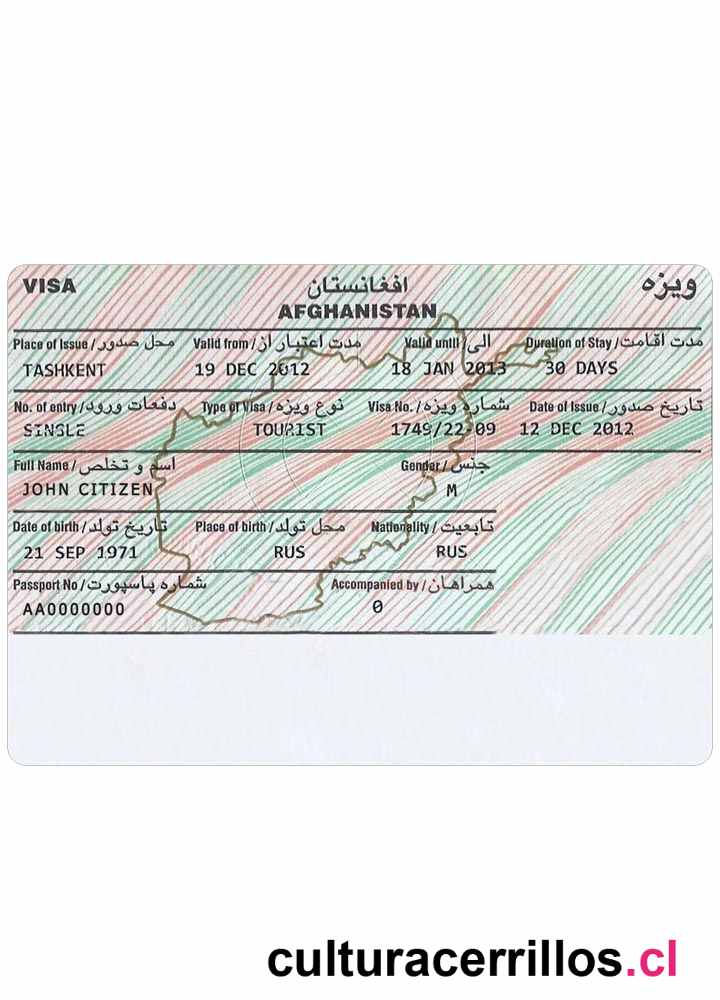 VISA افغانستان ویزه
AFGHANISTAN
Place of Issue / محل صدور Valid from / مدت اعتبار از Valid until / الی Duration of Stay / مدت اقامت
TASHKENT 19 DEC 2012 18 JAN 2013 30 DAYS
No. of entry / دفعات ورود Type of Visa / نوع ویزه Visa No. / شماره ویزه Date of Issue / تاریخ صدور
SINGLE TOURIST 1749/22-09 12 DEC 2012
Full Name / اسم و تخلص Gender / جنس
JOHN CITIZEN M
Date of birth / تاریخ تولد Place of birth / محل تولد Nationality / تابعیت
21 SEP 1971 RUS RUS
Passport No / شماره پاسپورت Accompanied by / همراهان
AA0000000 0
culturacerrillos.cl